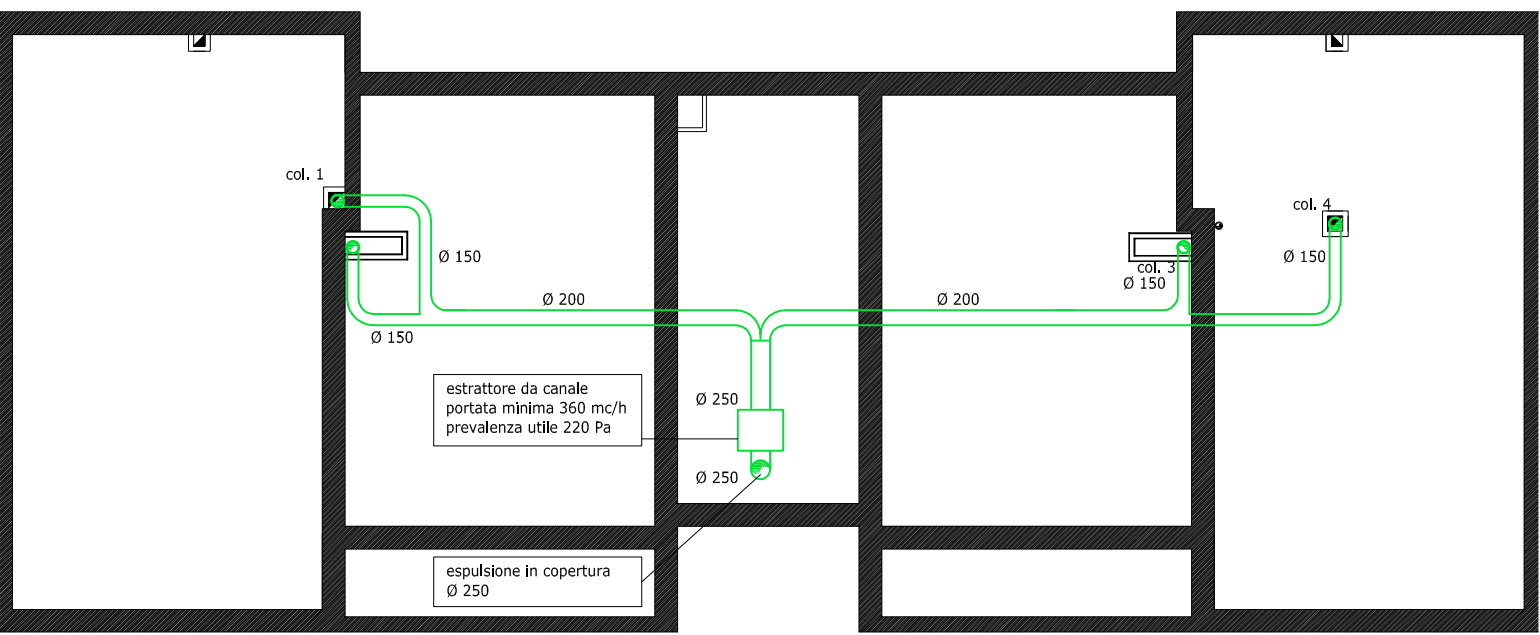 col. 1
col. 4
Ø 150
Ø 150
col. 3
Ø 150
Ø 200
Ø 200
Ø 150
estrattore da canale
portata minima 360 mc/h
prevalenza utile 220 Pa
Ø 250
Ø 250
espulsione in copertura
Ø 250